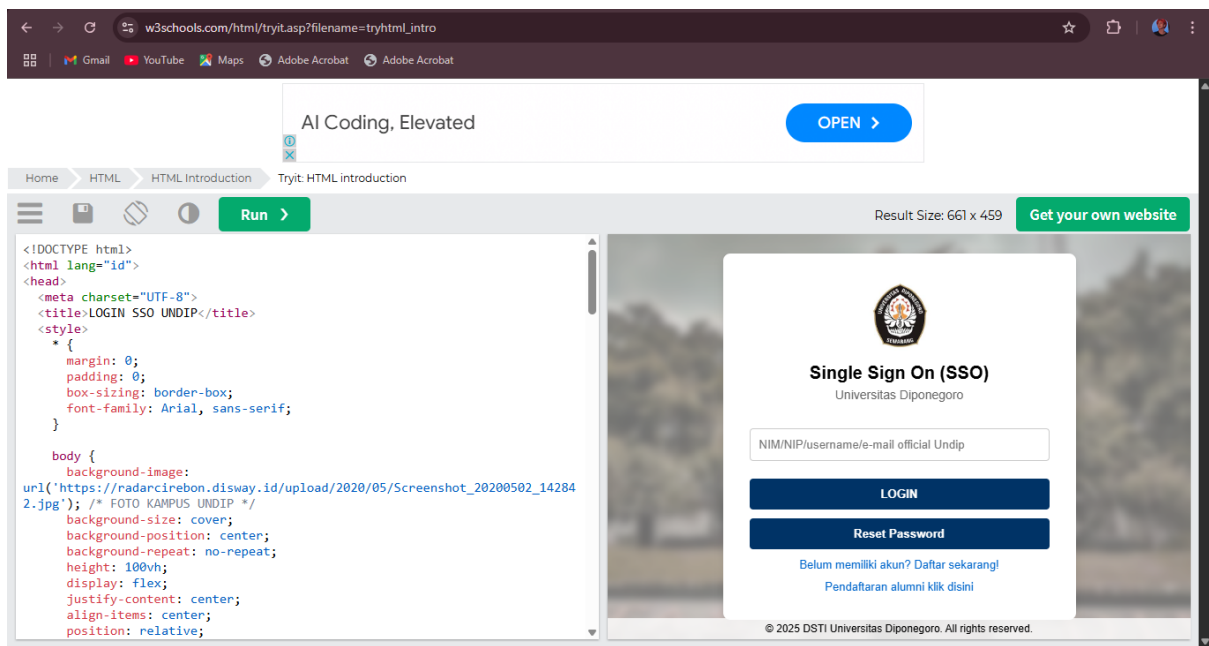 w3schools.com/html/tryit.asp?filename=tryhtml_intro
Gmail YouTube Maps Adobe Acrobat Adobe Acrobat
AI Coding, Elevated
OPEN
Home HTML HTML Introduction Tryit: HTML introduction
Run ❯
Result Size: 661 x 459
Get your own website
<!DOCTYPE html>
<html lang="id">
<head>
  <meta charset="UTF-8">
  <title>LOGIN SSO UNDIP</title>
  <style>
    * {
      margin: 0;
      padding: 0;
      box-sizing: border-box;
      font-family: Arial, sans-serif;
    }

    body {
      background-image:
url('https://radarcirebon.disway.id/upload/2020/05/Screenshot_20200502_14284
2.jpg'); /* FOTO KAMPUS UNDIP */
      background-size: cover;
      background-position: center;
      background-repeat: no-repeat;
      height: 100vh;
      display: flex;
      justify-content: center;
      align-items: center;
      position: relative;
UNIVERSITAS DIPONEGORO
SEMARANG
Single Sign On (SSO)
Universitas Diponegoro
NIM/NIP/username/e-mail official Undip
LOGIN
Reset Password
Belum memiliki akun? Daftar sekarang!
Pendaftaran alumni klik disini
© 2025 DSTI Universitas Diponegoro. All rights reserved.